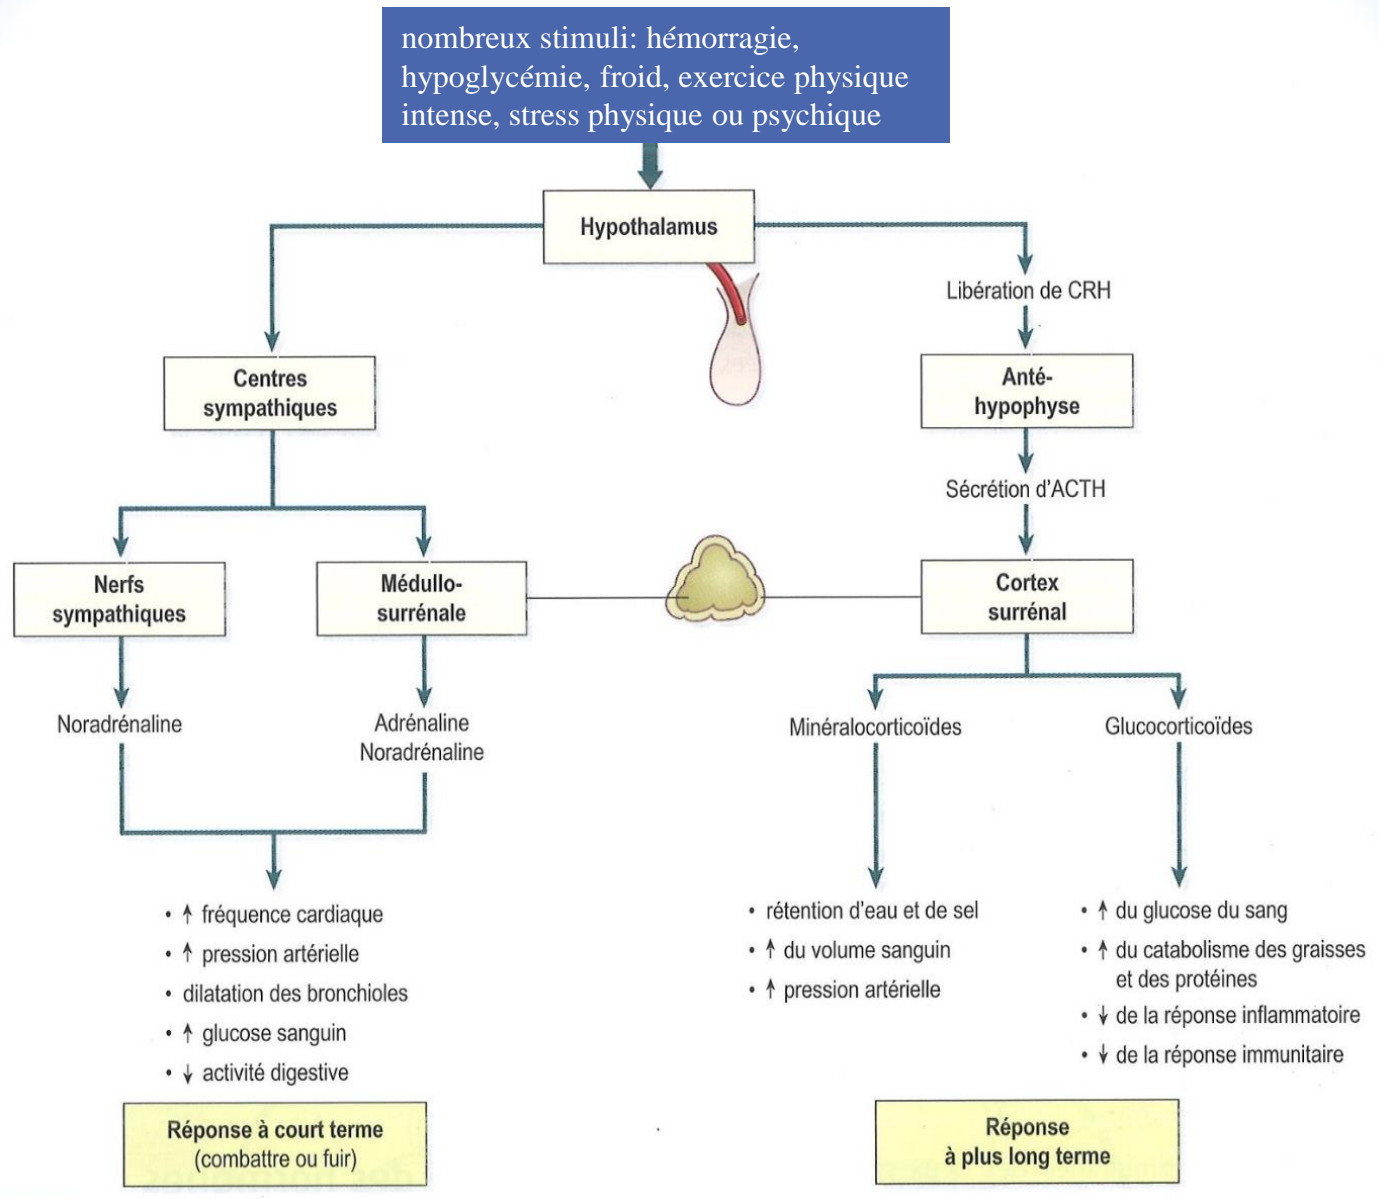 nombreux stimuli: hémorragie,
hypoglycémie, froid, exercice physique
intense, stress physique ou psychique
Hypothalamus
Libération de CRH
Centres
sympathiques
Anté-
hypophyse
Sécrétion d'ACTH
Nerfs
sympathiques
Médullo-
surrénale
Cortex
surrénal
Noradrénaline
Adrénaline
Noradrénaline
Minéralocorticoïdes
Glucocorticoïdes
• ↑ fréquence cardiaque
• ↑ pression artérielle
• dilatation des bronchioles
• ↑ glucose sanguin
• ↓ activité digestive
• rétention d'eau et de sel
• ↑ du volume sanguin
• ↑ pression artérielle
• ↑ du glucose du sang
• ↑ du catabolisme des graisses
et des protéines
• ↓ de la réponse inflammatoire
• ↓ de la réponse immunitaire
Réponse à court terme
(combattre ou fuir)
Réponse
à plus long terme